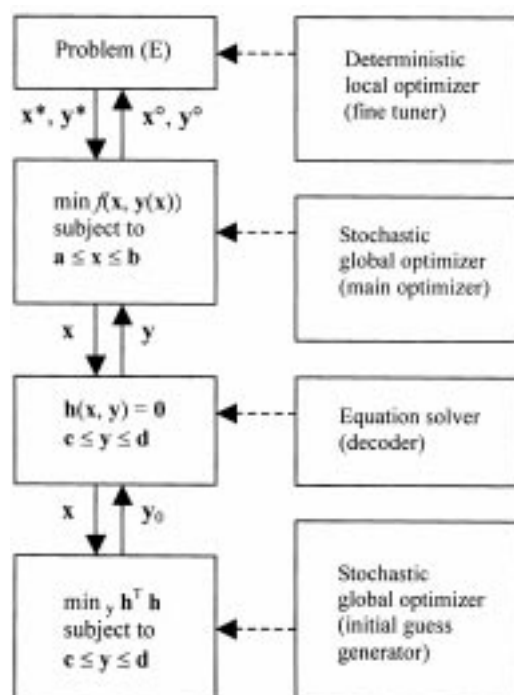 Problem (E)
Deterministic
local optimizer
(fine tuner)
x*, y*
x°, y°
min f(x, y(x))
subject to
a ≤ x ≤ b
Stochastic
global optimizer
(main optimizer)
x
y
h(x, y) = 0
c ≤ y ≤ d
Equation solver
(decoder)
x
y₀
min y hᵀ h
subject to
c ≤ y ≤ d
Stochastic
global optimizer
(initial guess
generator)